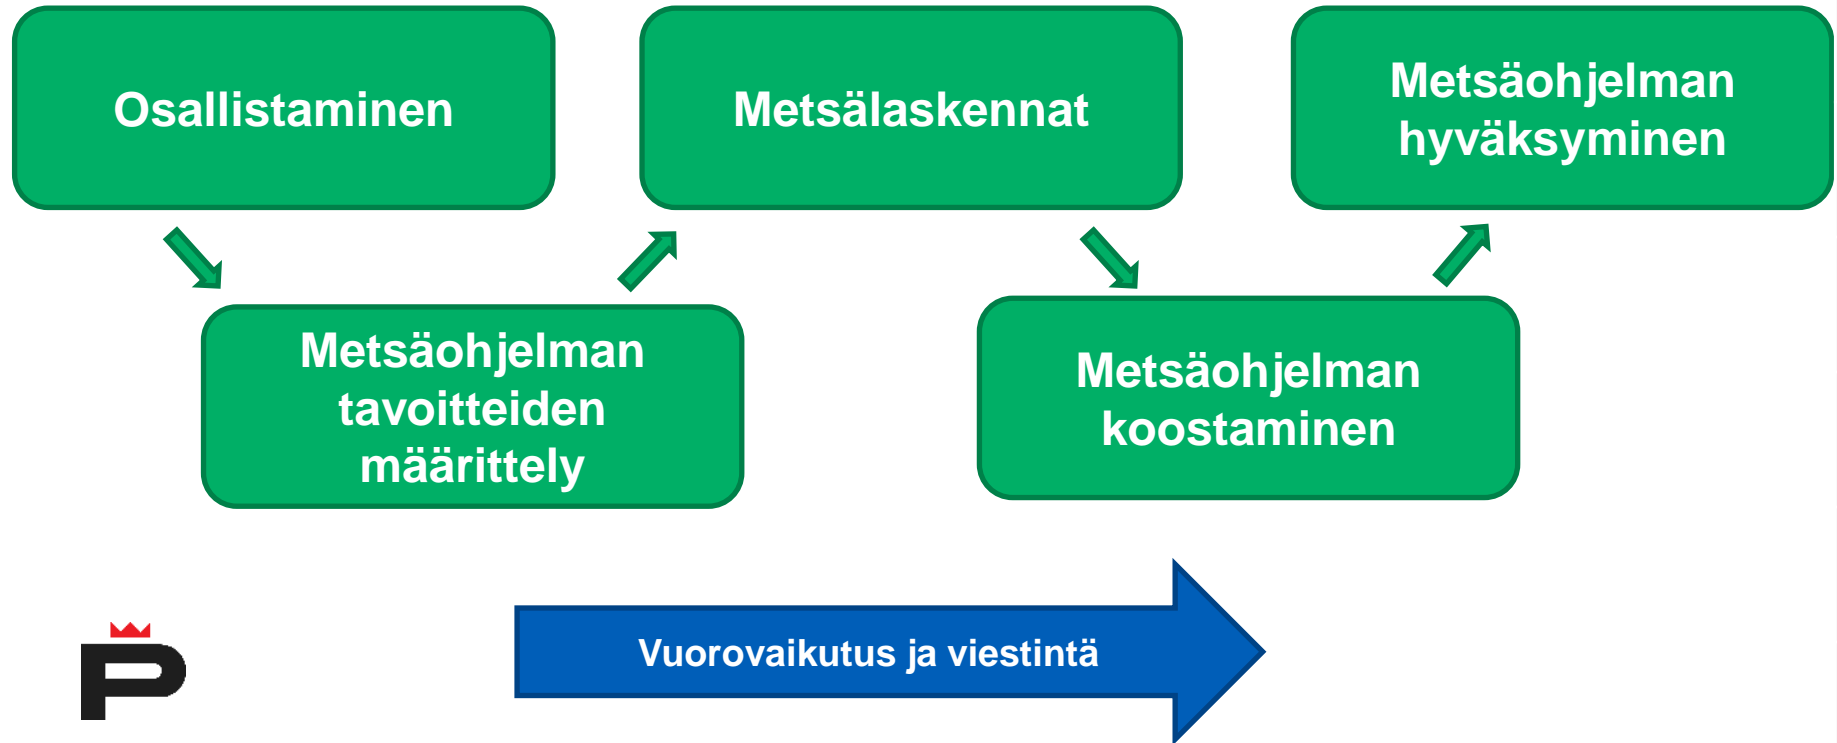 Osallistaminen
Metsäohjelman
tavoitteiden
määrittely
Metsälaskennat
Metsäohjelman
koostaminen
Metsäohjelman
hyväksyminen
Vuorovaikutus ja viestintä
P